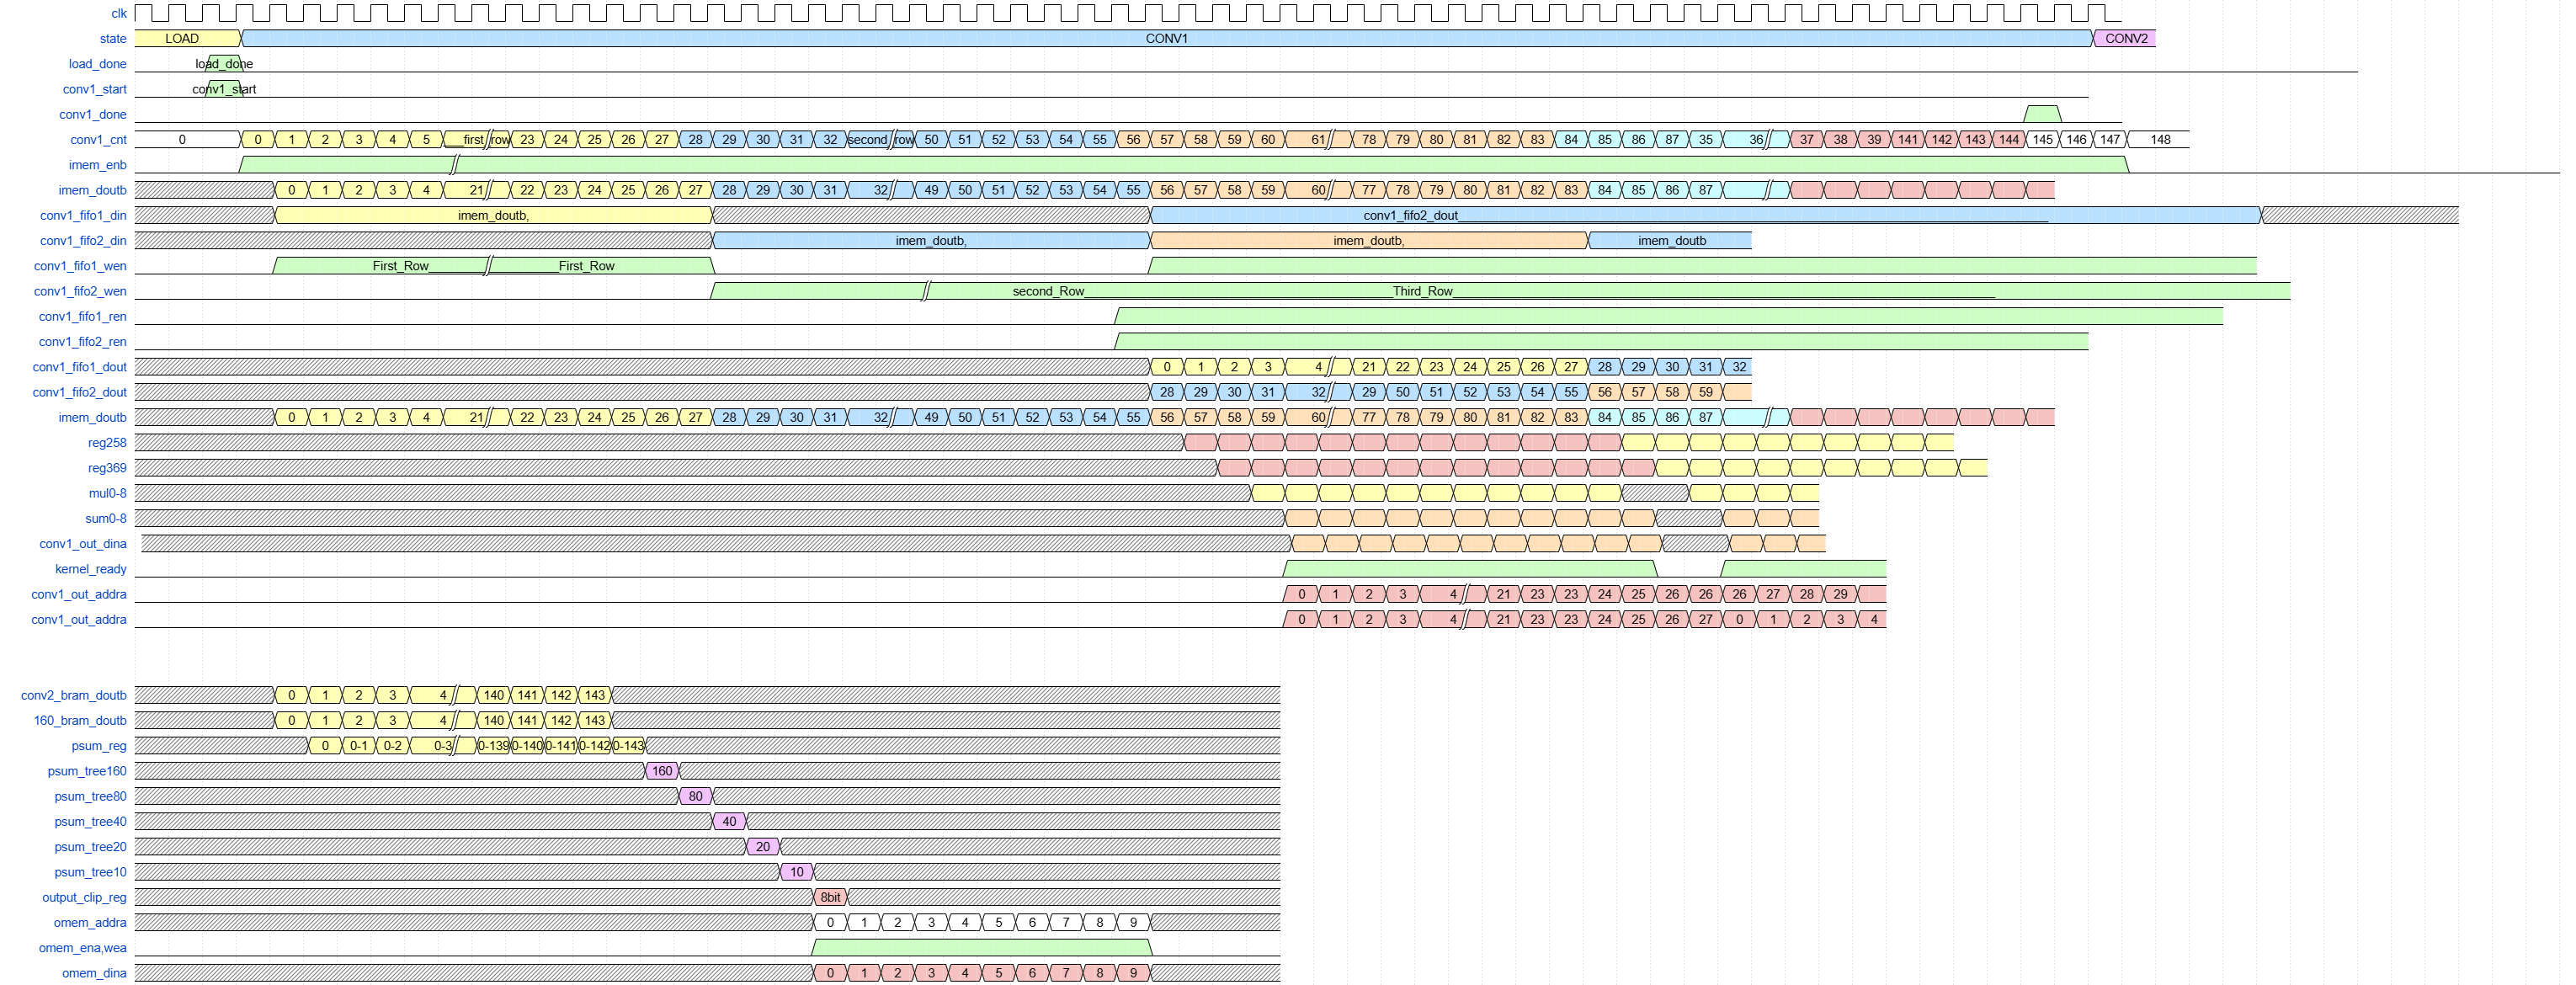 clk
state LOAD CONV1 CONV2
load_done load_done
conv1_start conv1_start
conv1_done
conv1_cnt 0 0 1 2 3 4 5 ___first_row 23 24 25 26 27 28 29 30 31 32 second_row 50 51 52 53 54 55 56 57 58 59 60 61 78 79 80 81 82 83 84 85 86 87 35 36 37 38 39 141 142 143 144 145 146 147 148
imem_enb
imem_doutb 0 1 2 3 4 21 22 23 24 25 26 27 28 29 30 31 32 49 50 51 52 53 54 55 56 57 58 59 60 77 78 79 80 81 82 83 84 85 86 87
conv1_fifo1_din imem_doutb, conv1_fifo2_dout
conv1_fifo2_din imem_doutb, imem_doutb, imem_doutb
conv1_fifo1_wen First_Row First_Row
conv1_fifo2_wen second_Row Third_Row
conv1_fifo1_ren
conv1_fifo2_ren
conv1_fifo1_dout 0 1 2 3 4 21 22 23 24 25 26 27 28 29 30 31 32
conv1_fifo2_dout 28 29 30 31 32 29 50 51 52 53 54 55 56 57 58 59
imem_doutb 0 1 2 3 4 21 22 23 24 25 26 27 28 29 30 31 32 49 50 51 52 53 54 55 56 57 58 59 60 77 78 79 80 81 82 83 84 85 86 87
reg258
reg369
mul0-8
sum0-8
conv1_out_dina
kernel_ready
conv1_out_addra 0 1 2 3 4 21 23 23 24 25 26 26 26 27 28 29
conv1_out_addra 0 1 2 3 4 21 23 23 24 25 26 27 0 1 2 3 4
conv2_bram_doutb 0 1 2 3 4 140 141 142 143
160_bram_doutb 0 1 2 3 4 140 141 142 143
psum_reg 0 0-1 0-2 0-3 0-139 0-140 0-141 0-142 0-143
psum_tree160 160
psum_tree80 80
psum_tree40 40
psum_tree20 20
psum_tree10 10
output_clip_reg 8bit
omem_addra 0 1 2 3 4 5 6 7 8 9
omem_ena,wea
omem_dina 0 1 2 3 4 5 6 7 8 9